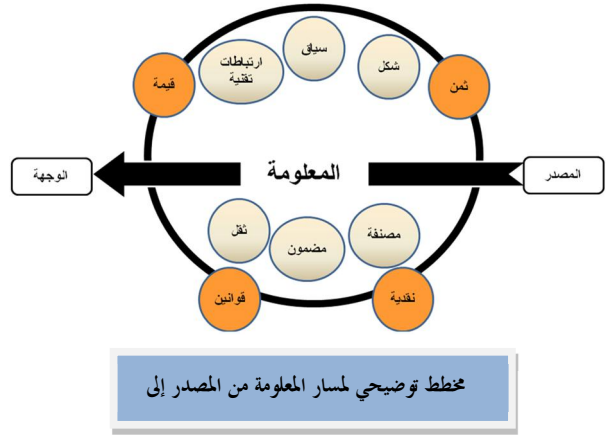 سياق
شكل
ارتباطات
تقنية
ثمن
قيمة
المصدر
المعلومة
الوجهة
مصنفة
مضمون
ثقل
نقدية
قوانين
مخطط توضيحي لمسار المعلومة من المصدر إلى